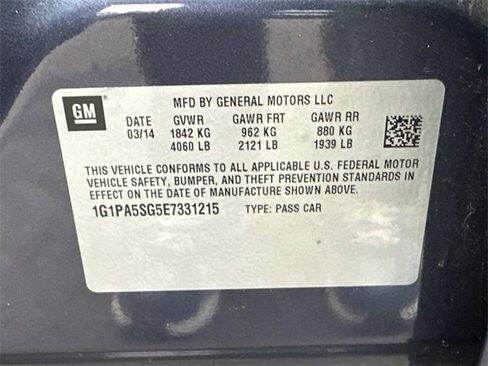 MFD BY GENERAL MOTORS LLC
GM
DATE GVWR GAWR FRT GAWR RR
03/14 1842 KG 962 KG 880 KG
4060 LB 2121 LB 1939 LB
THIS VEHICLE CONFORMS TO ALL APPLICABLE U.S. FEDERAL MOTOR
VEHICLE SAFETY, BUMPER, AND THEFT PREVENTION STANDARDS IN
EFFECT ON THE DATE OF MANUFACTURE SHOWN ABOVE.
1G1PA5SG5E7331215 TYPE: PASS CAR